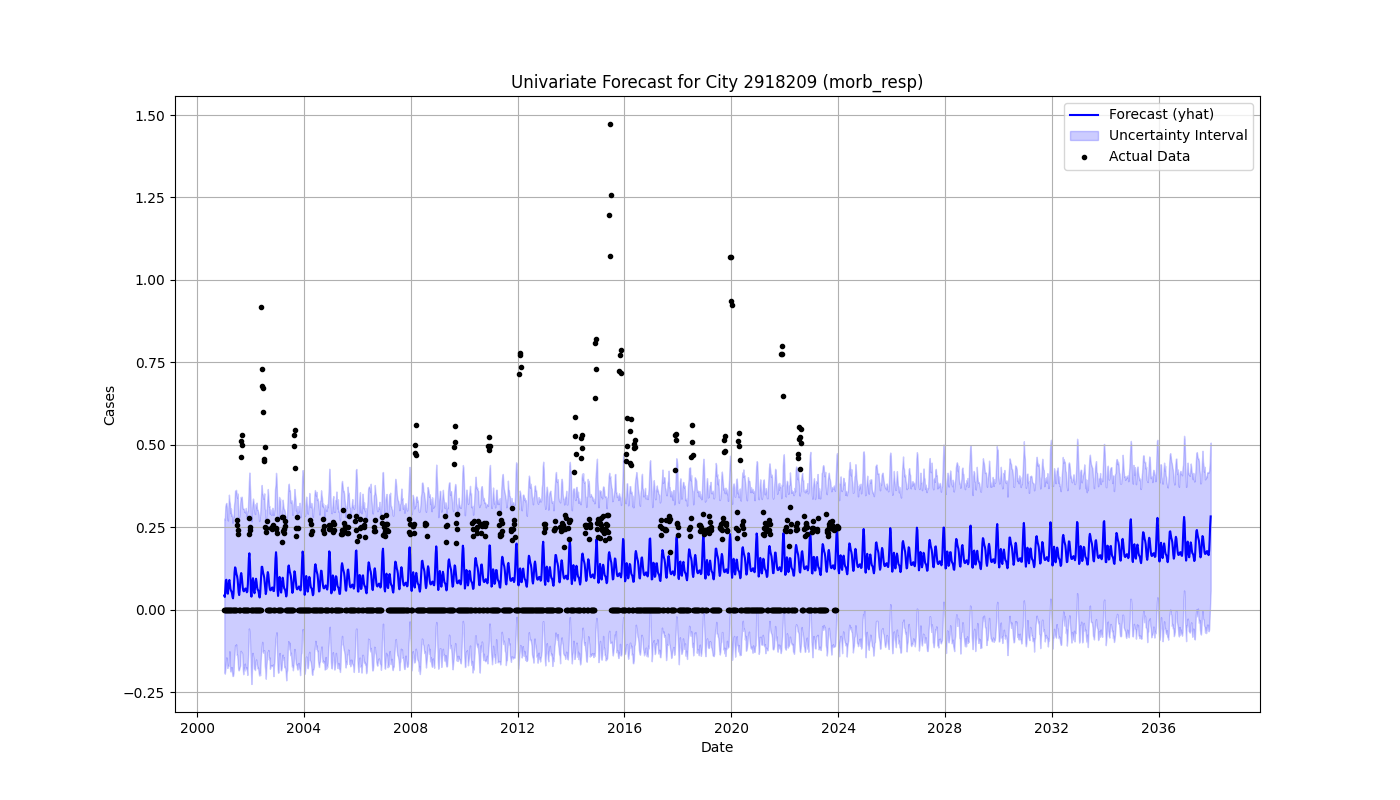 Univariate Forecast for City 2918209 (morb_resp)
Forecast (yhat)
Uncertainty Interval
Actual Data
1.50
1.25
1.00
0.75
0.50
0.25
0.00
−0.25
Cases
2000 2004 2008 2012 2016 2020 2024 2028 2032 2036
Date